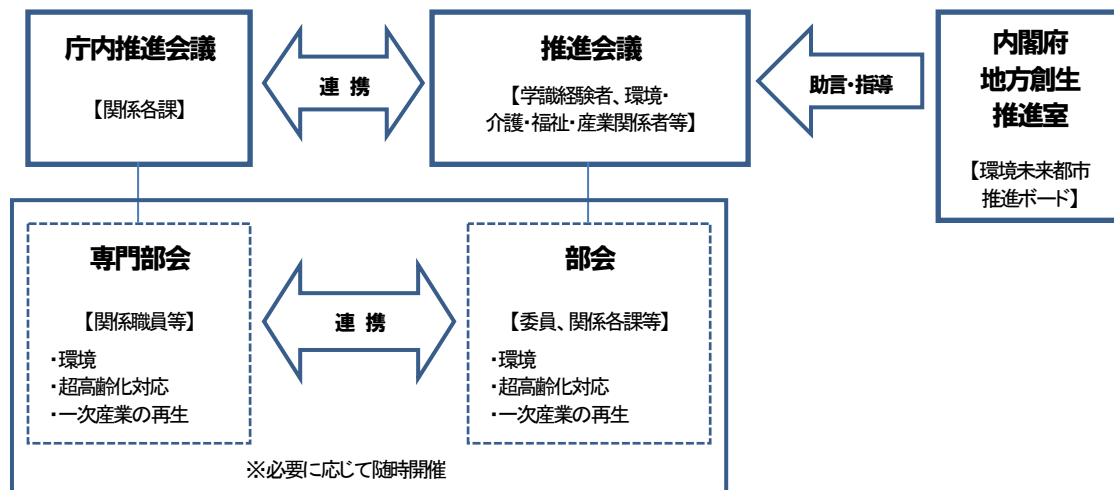 庁内推進会議
【関係各課】
連 携
推進会議
【学識経験者、環境・
介護・福祉・産業関係者等】
助言・指導
内閣府
地方創生
推進室
【環境未来都市
推進ボード】
専門部会
【関係職員等】
・環境
・超高齢化対応
・一次産業の再生
連 携
部会
【委員、関係各課等】
・環境
・超高齢化対応
・一次産業の再生
※必要に応じて随時開催